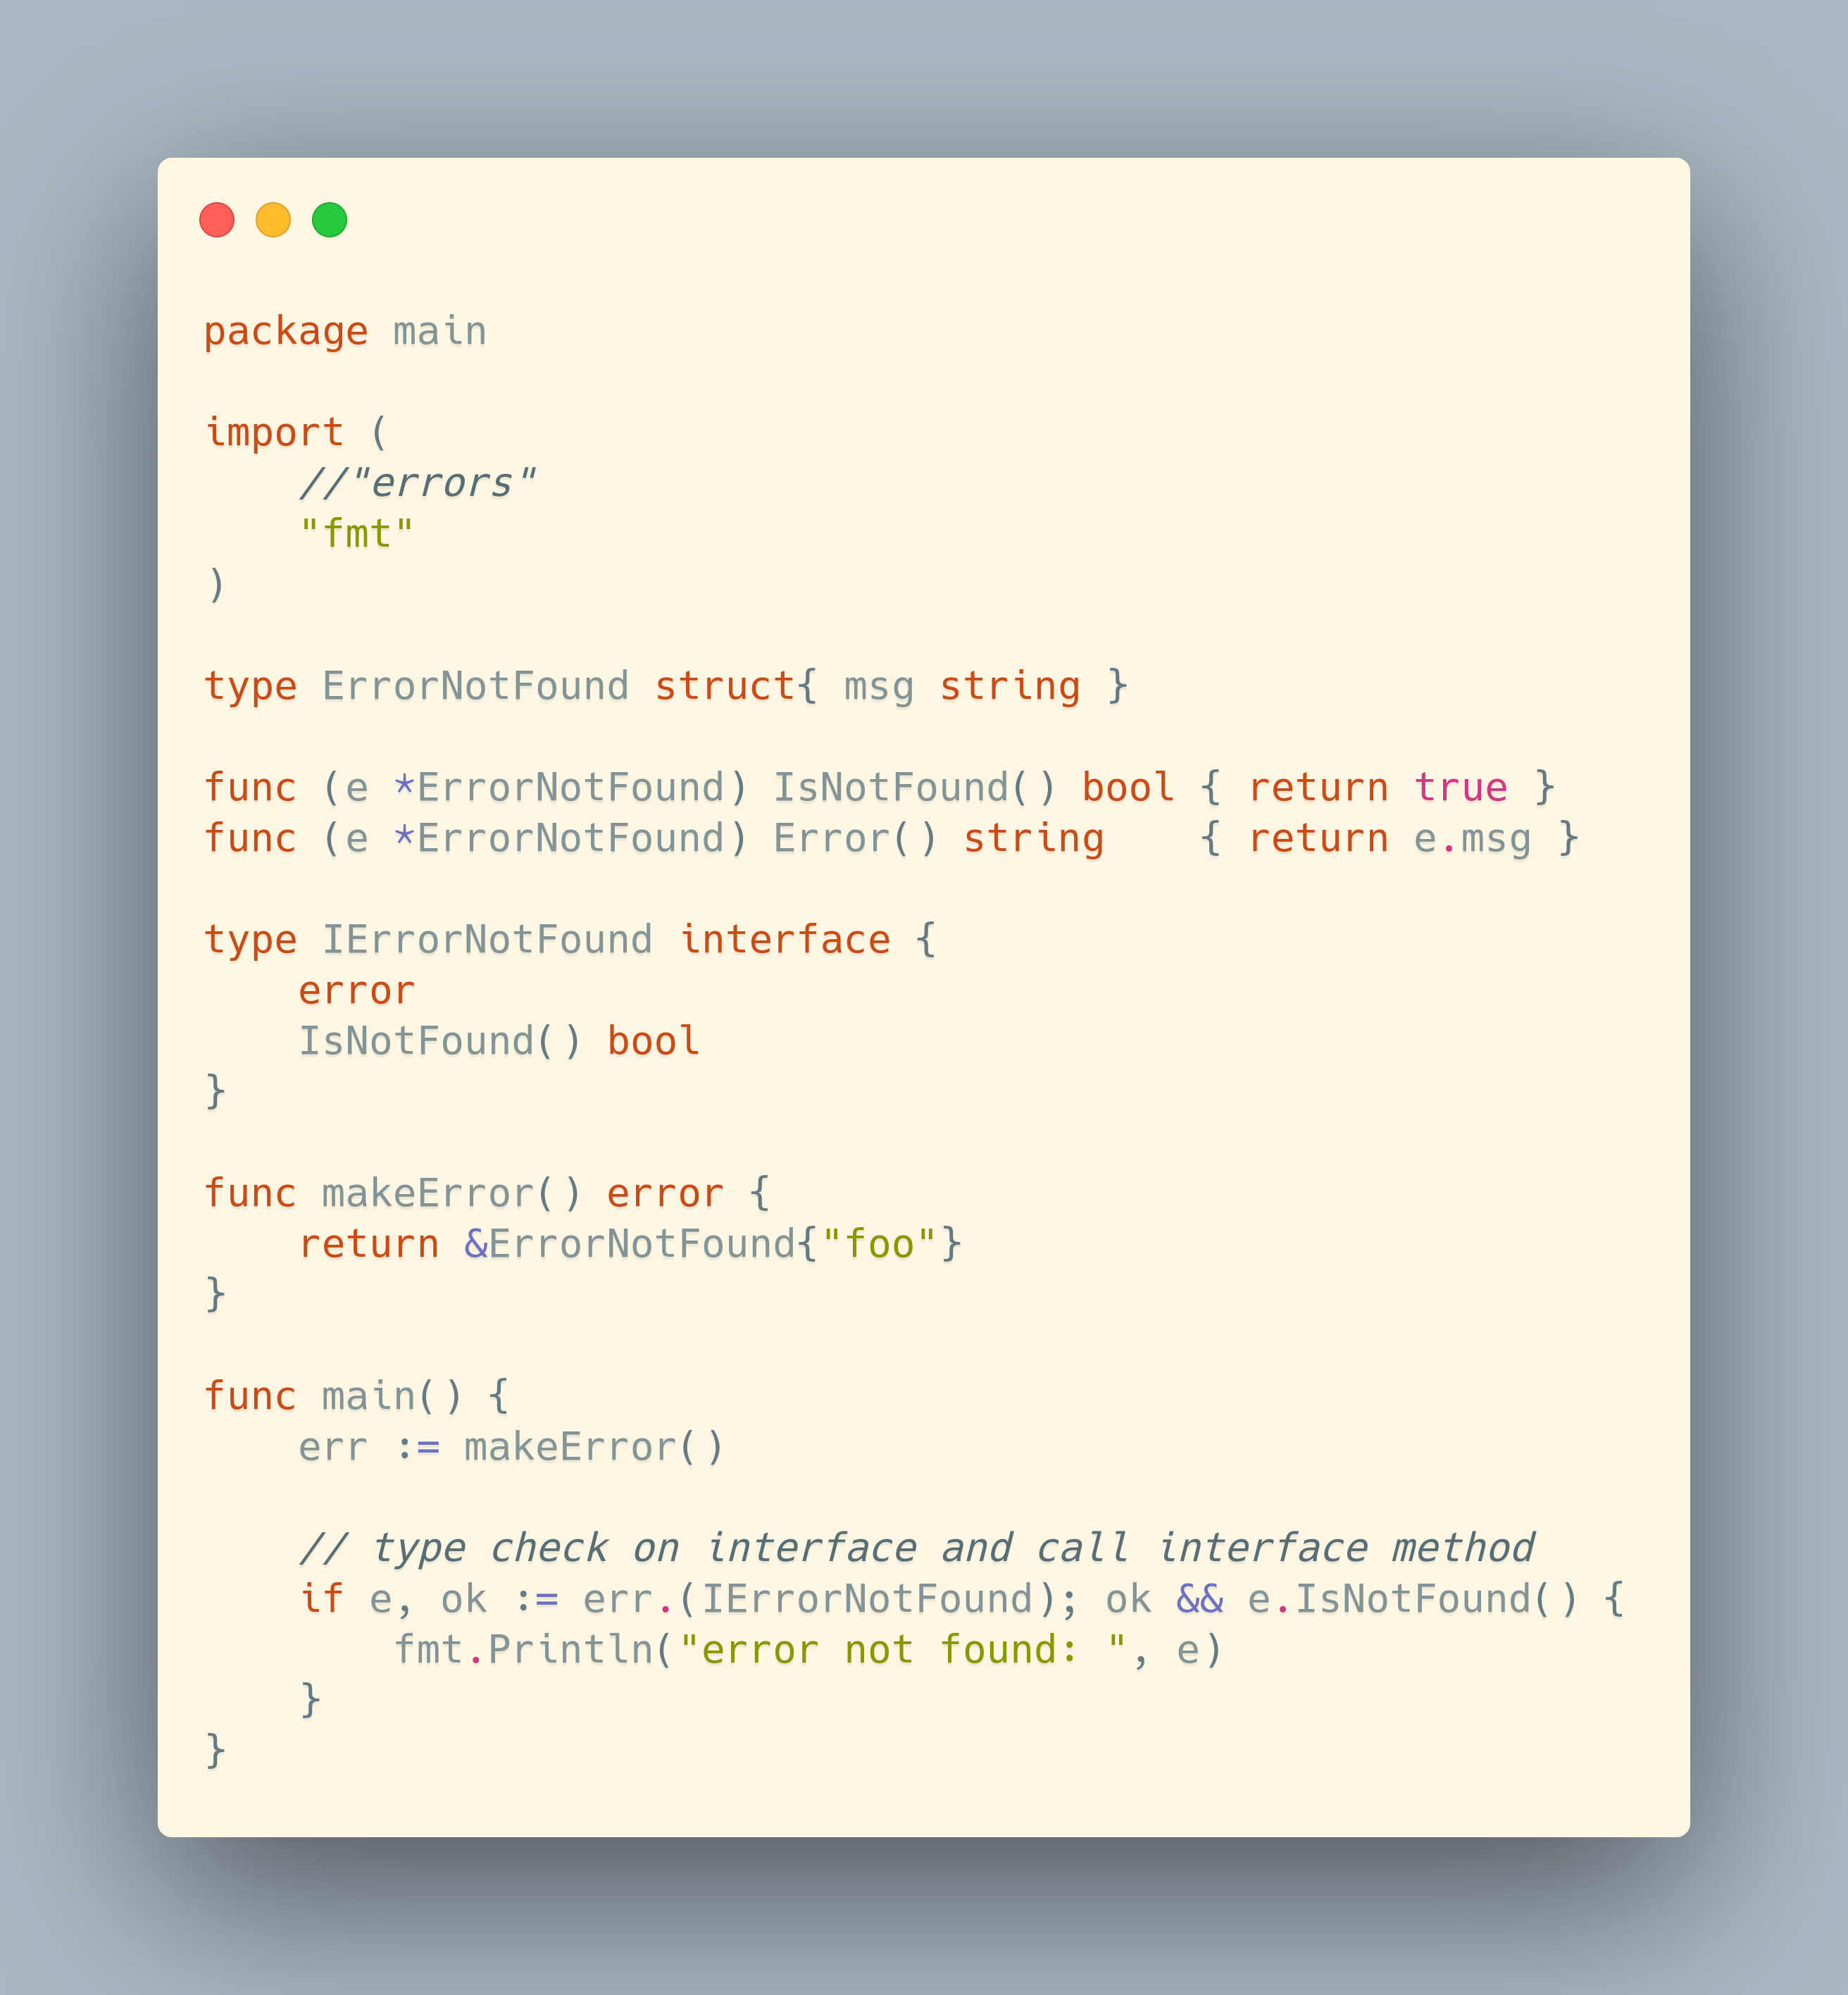 package main

import (
    //"errors"
    "fmt"
)

type ErrorNotFound struct{ msg string }

func (e *ErrorNotFound) IsNotFound() bool { return true }
func (e *ErrorNotFound) Error() string    { return e.msg }

type IErrorNotFound interface {
    error
    IsNotFound() bool
}

func makeError() error {
    return &ErrorNotFound{"foo"}
}

func main() {
    err := makeError()

    // type check on interface and call interface method
    if e, ok := err.(IErrorNotFound); ok && e.IsNotFound() {
        fmt.Println("error not found: ", e)
    }
}